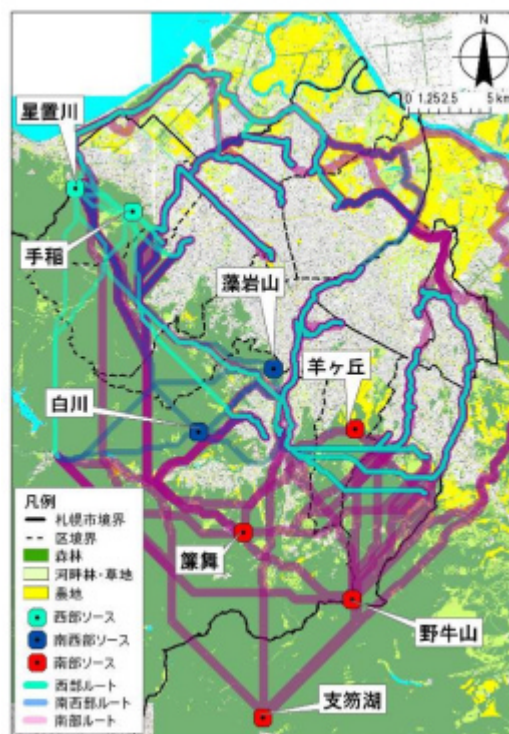 N
0 1.25 2.5 5 km
星置川
手稲
藻岩山
羊ヶ丘
白川
簾舞
野牛山
支笏湖
凡例
札幌市境界
区境界
森林
河畔林・草地
農地
西部ソース
南西部ソース
南部ソース
西部ルート
南西部ルート
南部ルート